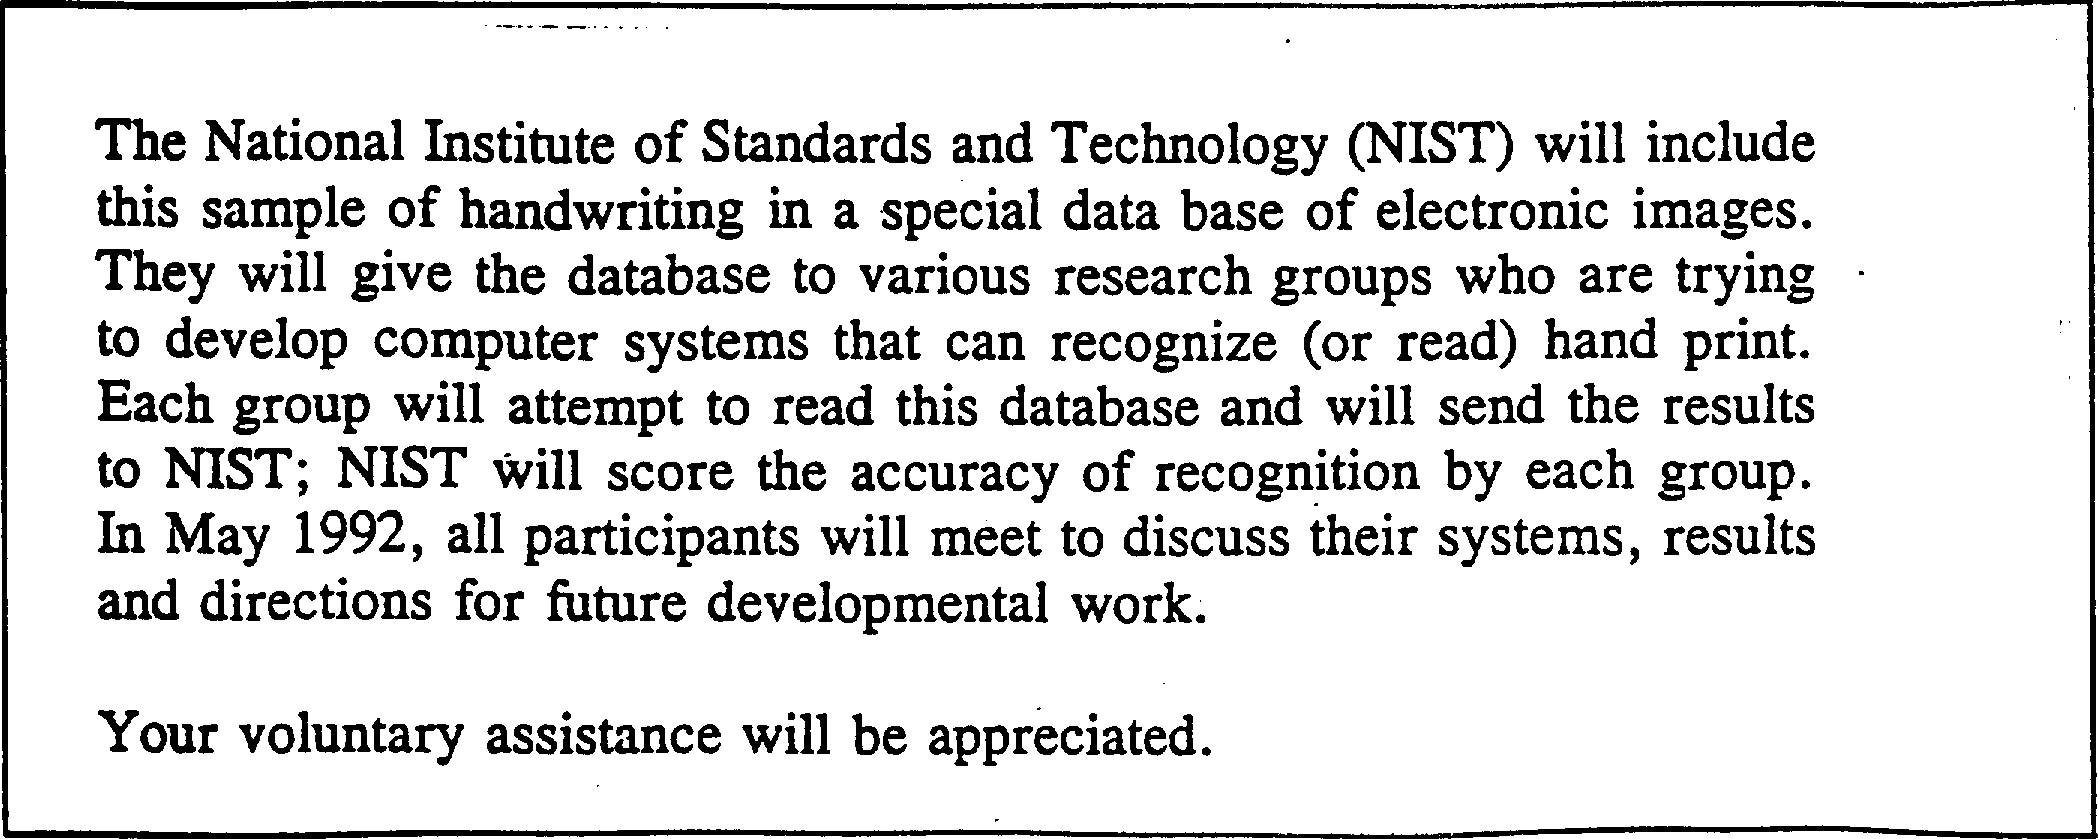 The National Institute of Standards and Technology (NIST) will include
this sample of handwriting in a special data base of electronic images.
They will give the database to various research groups who are trying
to develop computer systems that can recognize (or read) hand print.
Each group will attempt to read this database and will send the results
to NIST; NIST will score the accuracy of recognition by each group.
In May 1992, all participants will meet to discuss their systems, results
and directions for future developmental work.
Your voluntary assistance will be appreciated.